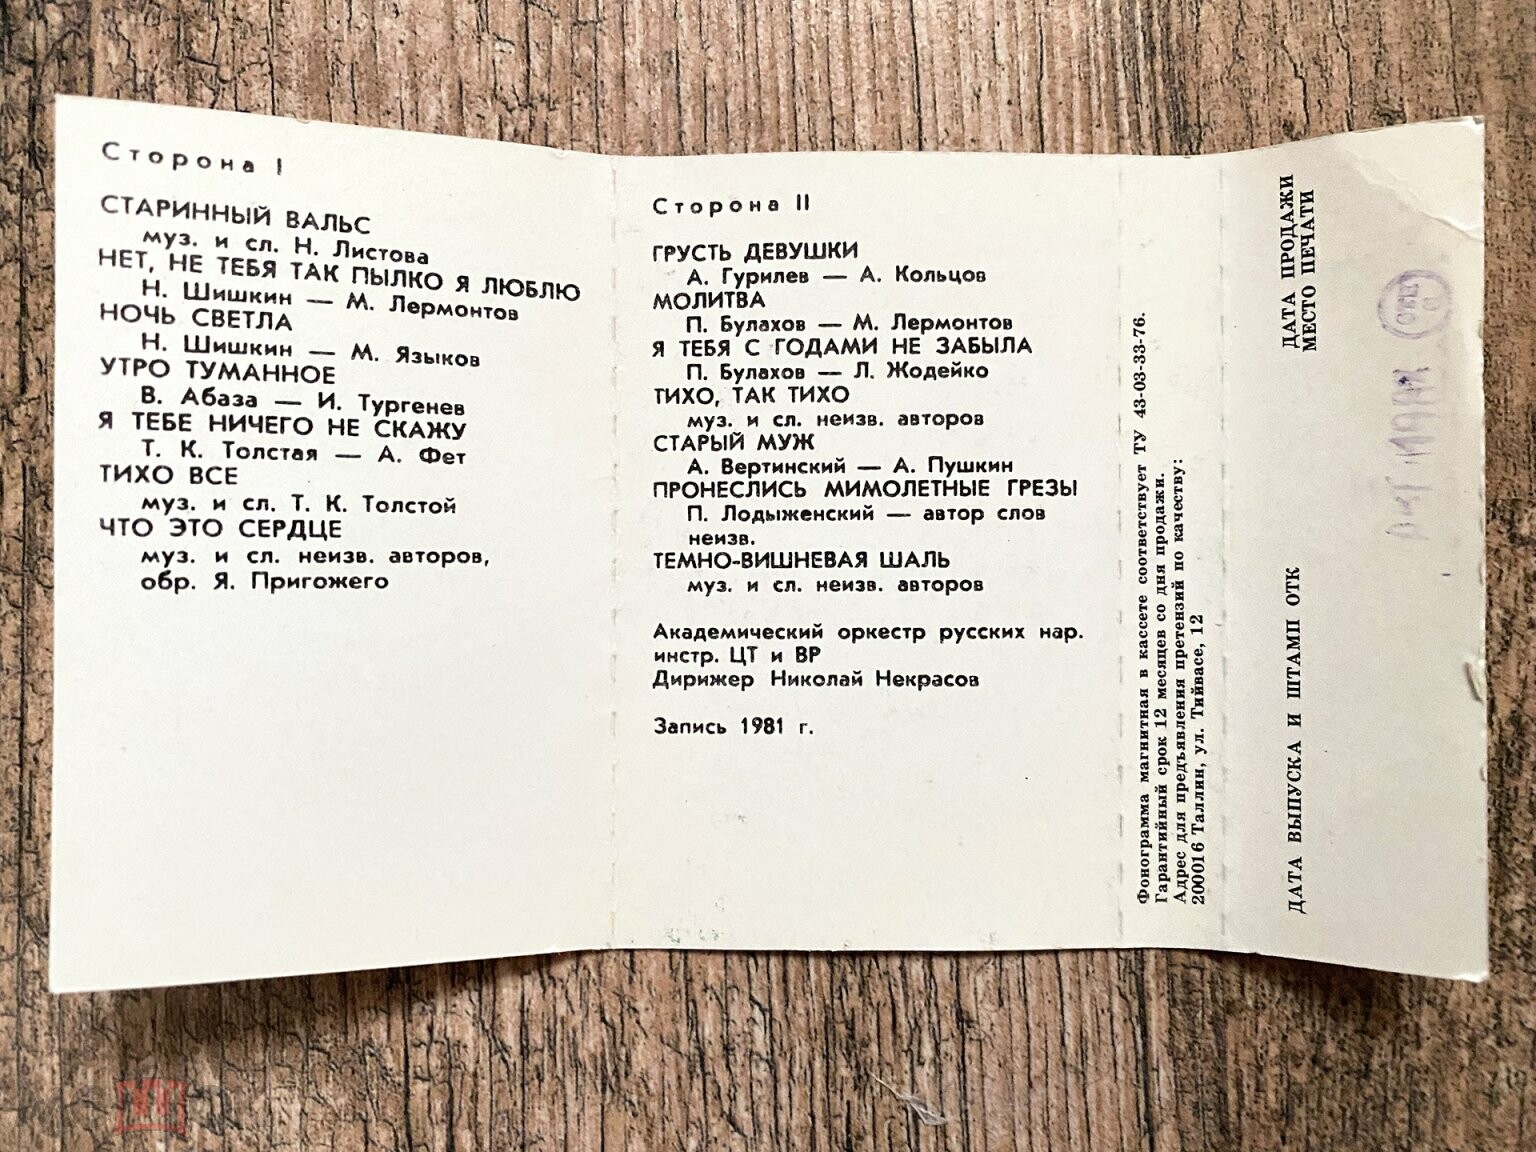 Сторона I
СТАРИННЫЙ ВАЛЬС
муз. и сл. Н. Листова
НЕТ, НЕ ТЕБЯ ТАК ПЫЛКО Я ЛЮБЛЮ
Н. Шишкин — М. Лермонтов
НОЧЬ СВЕТЛА
Н. Шишкин — М. Языков
УТРО ТУМАННОЕ
В. Абаза — И. Тургенев
Я ТЕБЕ НИЧЕГО НЕ СКАЖУ
Т. К. Толстая — А. Фет
ТИХО ВСЕ
муз. и сл. Т. К. Толстой
ЧТО ЭТО СЕРДЦЕ
муз. и сл. неизв. авторов,
обр. Я. Пригожего
Сторона II
ГРУСТЬ ДЕВУШКИ
А. Гурилев — А. Кольцов
МОЛИТВА
П. Булахов — М. Лермонтов
Я ТЕБЯ С ГОДАМИ НЕ ЗАБЫЛА
П. Булахов — Л. Жодейко
ТИХО, ТАК ТИХО
муз. и сл. неизв. авторов
СТАРЫЙ МУЖ
А. Вертинский — А. Пушкин
ПРОНЕСЛИСЬ МИМОЛЕТНЫЕ ГРЕЗЫ
П. Лодыженский — автор слов
неизв.
ТЕМНО-ВИШНЕВАЯ ШАЛЬ
муз. и сл. неизв. авторов
Академический оркестр русских нар.
инстр. ЦТ и ВР
Дирижер Николай Некрасов
Запись 1981 г.
Фонограмма магнитная в кассете соответствует ТУ 43-03-33-76.
Гарантийный срок 12 месяцев со дня продажи.
Адрес для предъявления претензий по качеству:
200016 Таллин, ул. Тийвасе, 12
ДАТА ВЫПУСКА И ШТАМП ОТК
ДАТА ПРОДАЖИ
МЕСТО ПЕЧАТИ